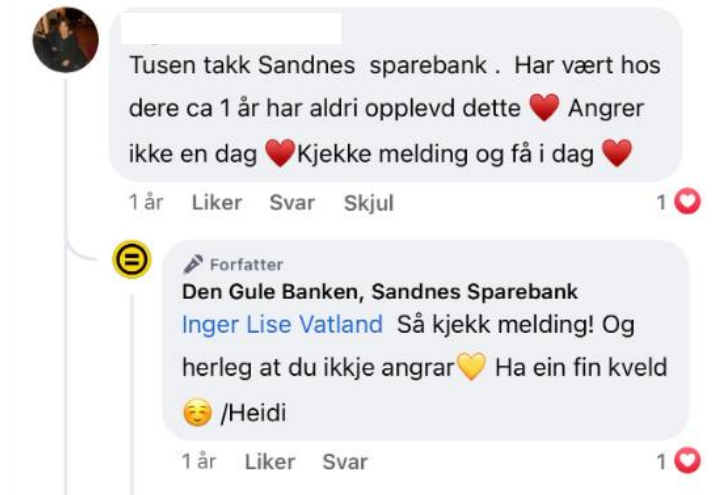 Tusen takk Sandnes  sparebank .  Har vært hos
dere ca 1 år har aldri opplevd dette ♥️ Angrer
ikke en dag ♥️Kjekke melding og få i dag ♥️
1 år Liker Svar Skjul 1
Forfatter
Den Gule Banken, Sandnes Sparebank
Inger Lise Vatland  Så kjekk melding! Og
herleg at du ikkje angrar💛 Ha ein fin kveld
☺️ /Heidi
1 år Liker Svar 1